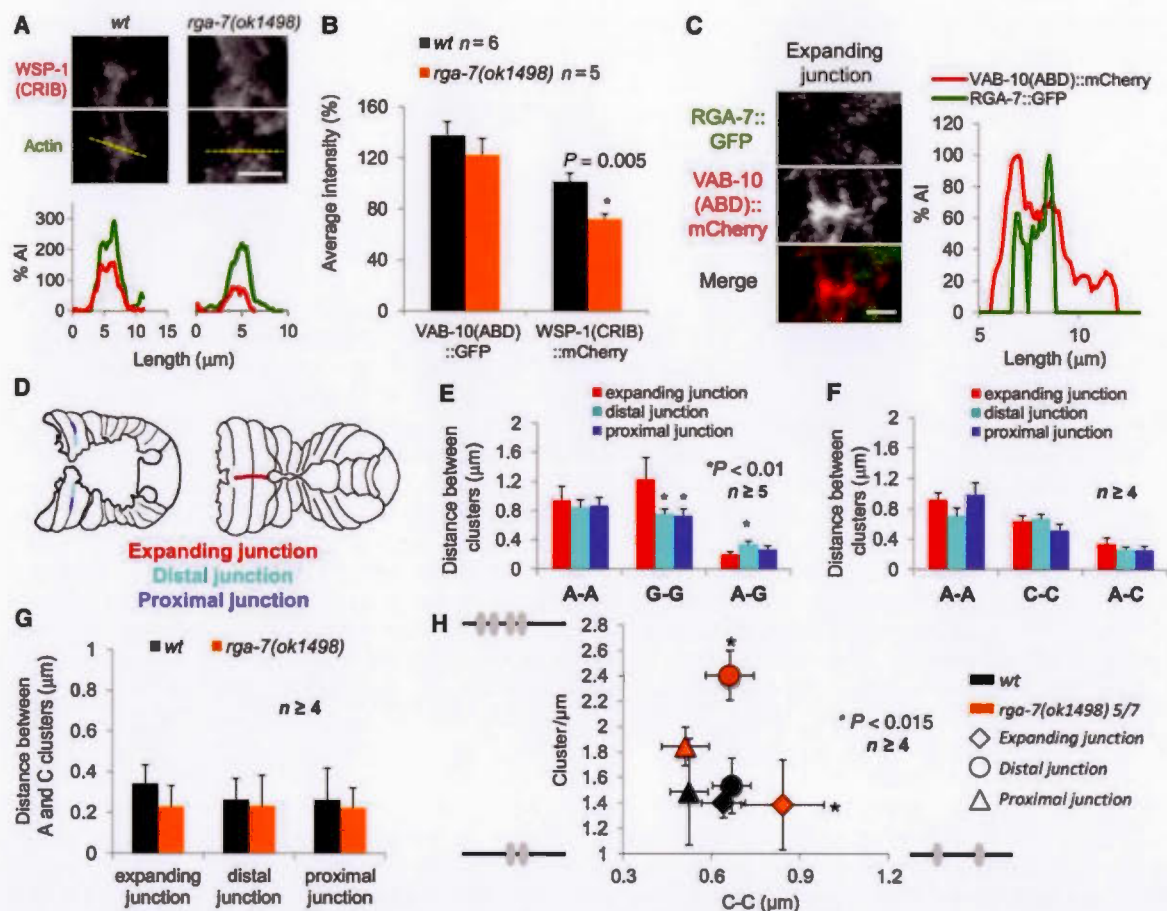 A
wt
rga-7(ok1498)
WSP-1
(CRIB)
Actin
% AI
300
200
100
0
0 5 10 15
0 5 10
Length (µm)
B
wt n = 6
rga-7(ok1498) n = 5
Average intensity (%)
160
120
80
40
0
P = 0.005
*
VAB-10(ABD)
::GFP
WSP-1(CRIB)
::mCherry
C
Expanding
junction
RGA-7::
GFP
VAB-10
(ABD)::
mCherry
Merge
VAB-10(ABD)::mCherry
RGA-7::GFP
% AI
120
100
80
60
40
20
0
5 10
Length (µm)
D
Expanding junction
Distal junction
Proximal junction
E
expanding junction
distal junction
proximal junction
Distance between
clusters (µm)
2
1.6
1.2
0.8
0.4
0
*P < 0.01
n ≥ 5
* *
*
A-A G-G A-G
F
expanding junction
distal junction
proximal junction
Distance between
clusters (µm)
2
1.6
1.2
0.8
0.4
0
n ≥ 4
A-A C-C A-C
G
wt rga-7(ok1498)
Distance between
A and C clusters (µm)
1
0.8
0.6
0.4
0.2
0
n ≥ 4
expanding
junction
distal
junction
proximal
junction
H
Cluster/µm
2.8
2.6
2.4
2.2
2
1.8
1.6
1.4
1.2
1
*
*
0.3 0.6 0.9 1.2
C-C (µm)
* P < 0.015
n ≥ 4
wt
rga-7(ok1498) 5/7
Expanding junction
Distal junction
Proximal junction